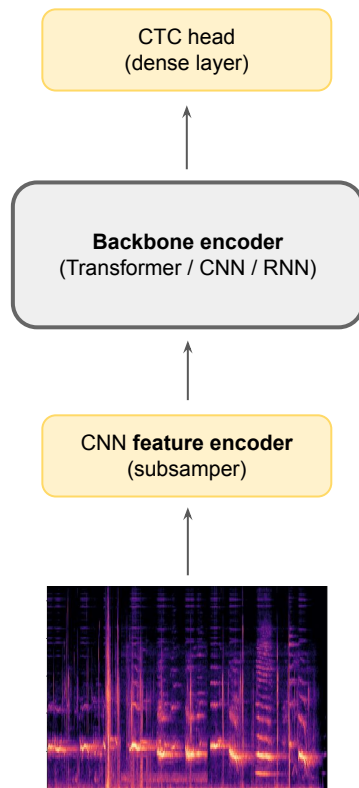 CTC head
(dense layer)
Backbone encoder
(Transformer / CNN / RNN)
CNN feature encoder
(subsamper)